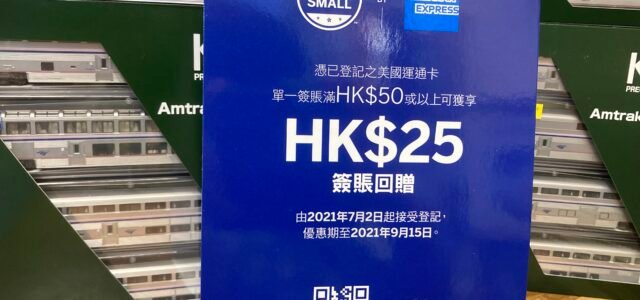 SMALL
AMERICAN
EXPRESS
憑已登記之美國運通卡
單一簽賬滿HK$50或以上可獲享
HK$25
簽賬回贈
由2021年7月2日起接受登記，
優惠期至2021年9月15日。
Amtrak
Amtrak